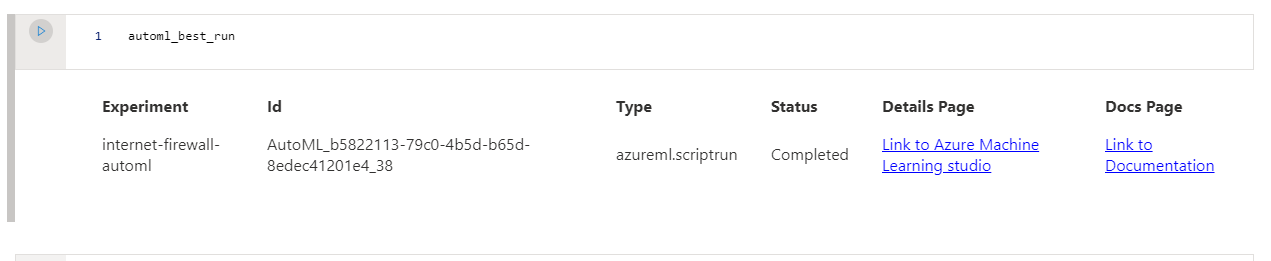 1 automl_best_run
Experiment Id Type Status Details Page Docs Page
internet-firewall- AutoML_b5822113-79c0-4b5d-b65d- azureml.scriptrun Completed Link to Azure Machine Link to
automl 8edec41201e4_38 Learning studio Documentation